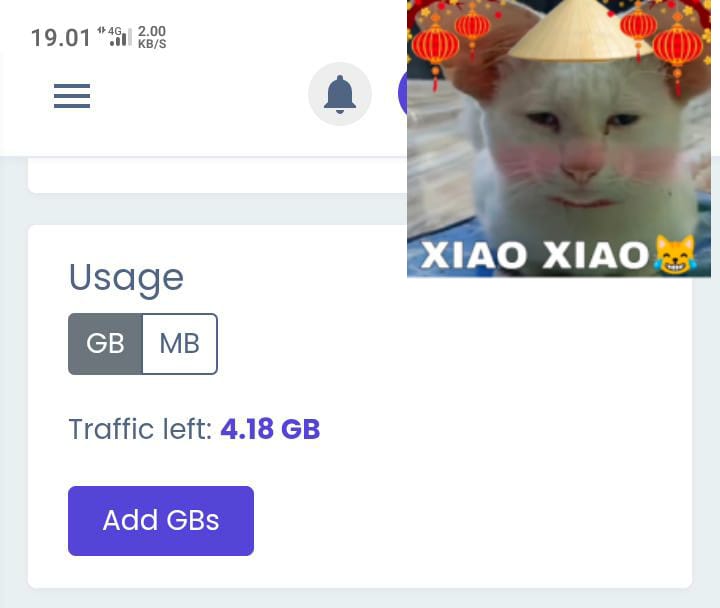 19.01 4G 2.00
KB/S
XIAO XIAO😹
Usage
GB MB
Traffic left: 4.18 GB
Add GBs